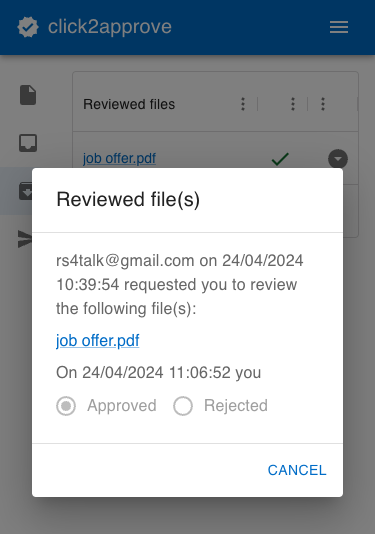 click2approve
Reviewed files
job offer.pdf
Reviewed file(s)
rs4talk@gmail.com on 24/04/2024
10:39:54 requested you to review
the following file(s):
job offer.pdf
On 24/04/2024 11:06:52 you
Approved Rejected
CANCEL